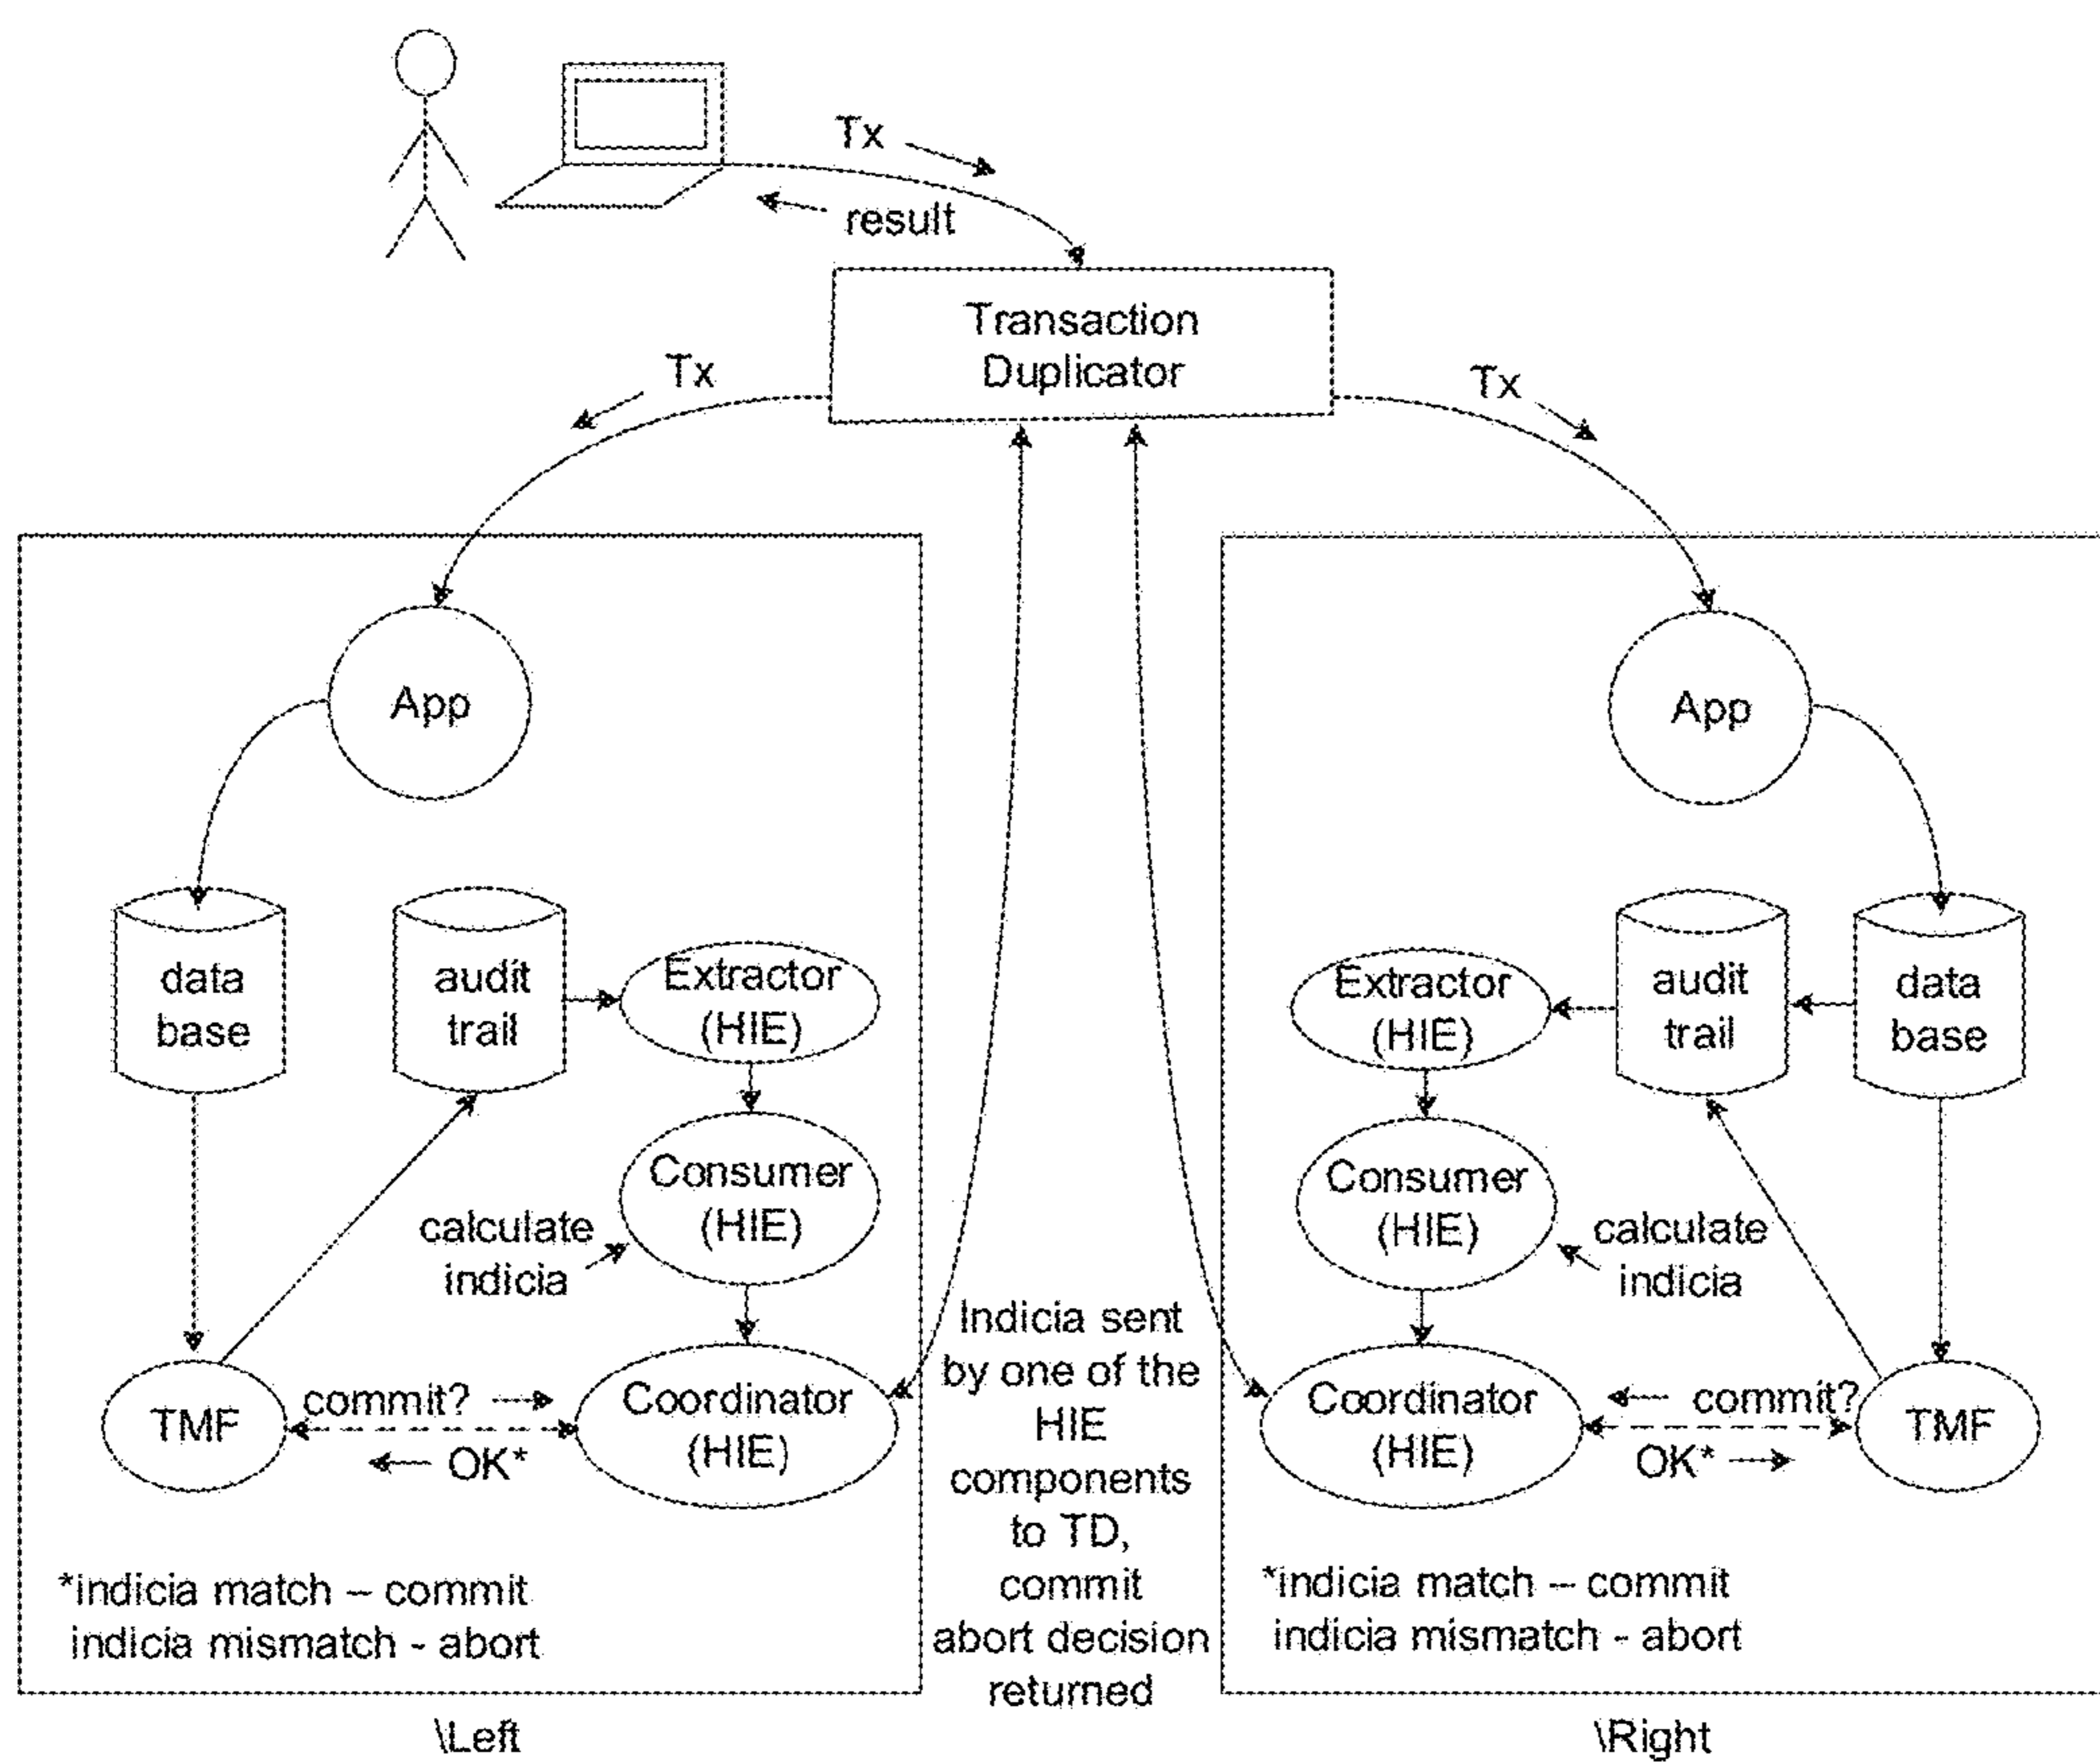 Tx
result
Transaction
Duplicator
Tx
Tx
App
App
data
base
audit
trail
Extractor
(HIE)
Consumer
(HIE)
calculate
indicia
TMF
commit?
OK*
Coordinator
(HIE)
*indicia match – commit
indicia mismatch - abort
\Left
Indicia sent
by one of the
HIE
components
to TD,
commit
abort decision
returned
Extractor
(HIE)
audit
trail
data
base
Consumer
(HIE)
calculate
indicia
Coordinator
(HIE)
commit?
OK*
TMF
*indicia match – commit
indicia mismatch - abort
\Right